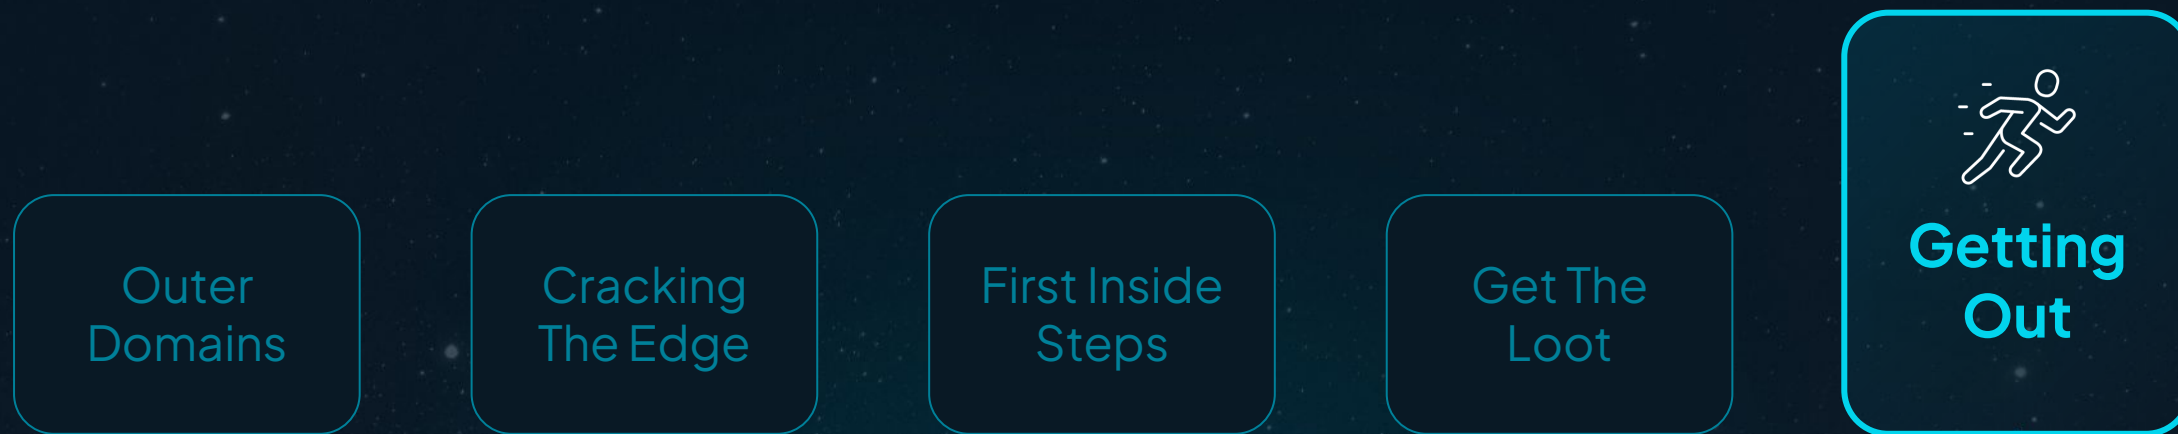 Outer
Domains
Cracking
The Edge
First Inside
Steps
Get The
Loot
Getting
Out